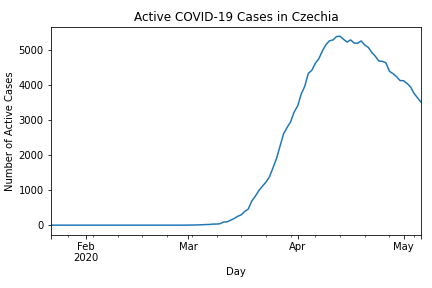 Active COVID-19 Cases in Czechia
Number of Active Cases
5000
4000
3000
2000
1000
0
Feb
2020
Mar
Apr
May
Day